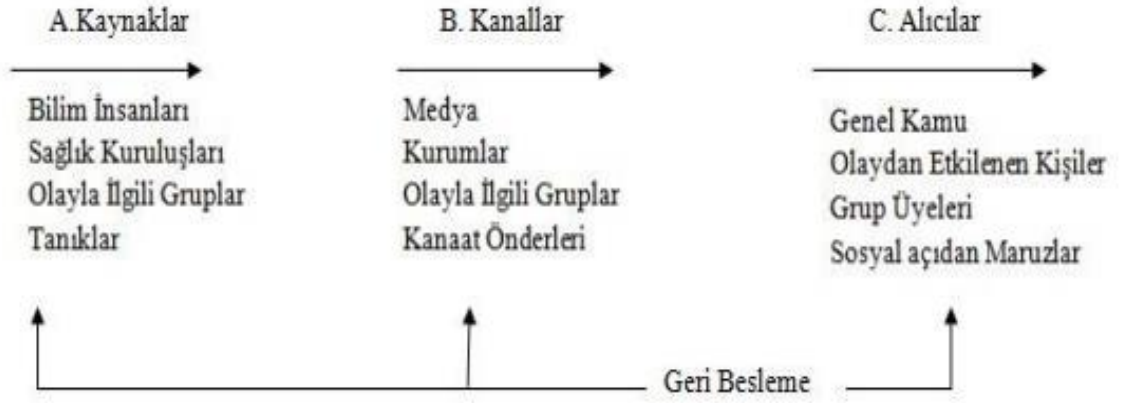 A.Kaynaklar
Bilim İnsanları
Sağlık Kuruluşları
Olayla İlgili Gruplar
Tanıklar
B. Kanallar
Medya
Kurumlar
Olayla İlgili Gruplar
Kanaat Önderleri
C. Alıcılar
Genel Kamu
Olaydan Etkilenen Kişiler
Grup Üyeleri
Sosyal açıdan Maruzlar
Geri Besleme